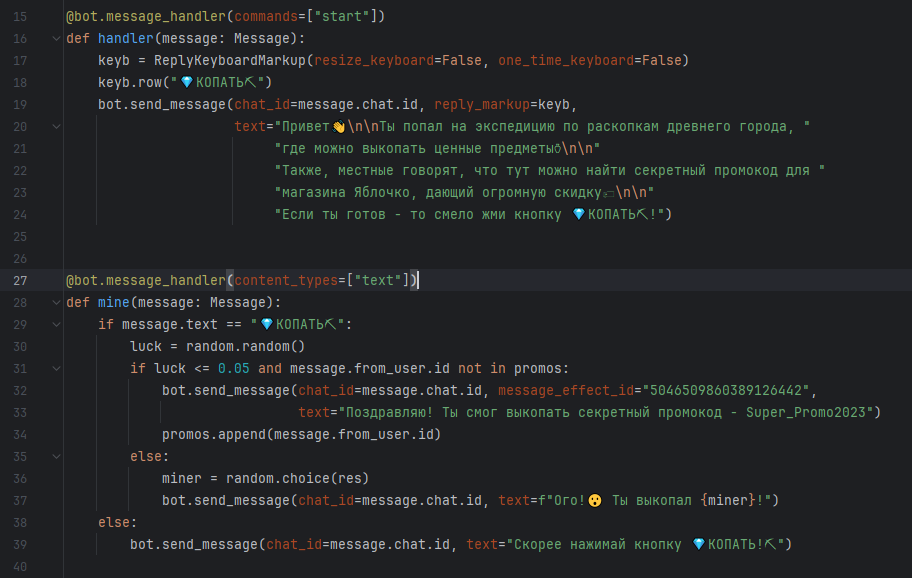 15 @bot.message_handler(commands=["start"])
16 def handler(message: Message):
17     keyb = ReplyKeyboardMarkup(resize_keyboard=False, one_time_keyboard=False)
18     keyb.row("💎КОПАТЬ⛏")
19     bot.send_message(chat_id=message.chat.id, reply_markup=keyb,
20                      text="Привет👋\n\nТы попал на экспедицию по раскопкам древнего города, "
21                           "где можно выкопать ценные предметы💍\n\n"
22                           "Также, местные говорят, что тут можно найти секретный промокод для "
23                           "магазина Яблочко, дающий огромную скидку🏷\n\n"
24                           "Если ты готов - то смело жми кнопку 💎КОПАТЬ⛏!")
25
26
27 @bot.message_handler(content_types=["text"])
28 def mine(message: Message):
29     if message.text == "💎КОПАТЬ⛏":
30         luck = random.random()
31         if luck <= 0.05 and message.from_user.id not in promos:
32             bot.send_message(chat_id=message.chat.id, message_effect_id="5046509860389126442",
33                              text="Поздравляю! Ты смог выкопать секретный промокод - Super_Promo2023")
34             promos.append(message.from_user.id)
35         else:
36             miner = random.choice(res)
37             bot.send_message(chat_id=message.chat.id, text=f"Ого!😮 Ты выкопал {miner}!")
38     else:
39         bot.send_message(chat_id=message.chat.id, text="Скорее нажимай кнопку 💎КОПАТЬ!⛏")
40